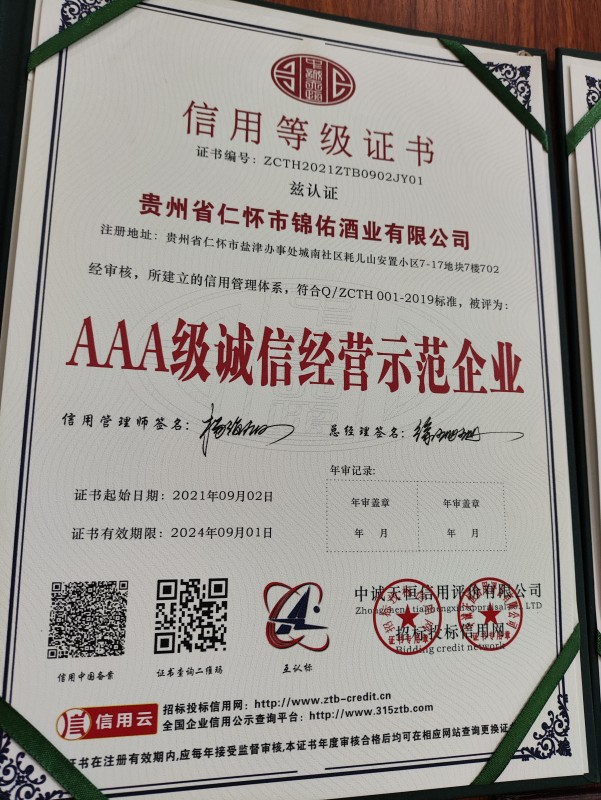 信用等级证书
证书编号：ZCTH2021ZTB0902JY01
兹认证
贵州省仁怀市锦佑酒业有限公司
注册地址：贵州省仁怀市盐津办事处城南社区耗儿山安置小区7-17地块7楼702
经审核，所建立的信用管理体系，符合Q/ZCTH 001-2019标准，被评为：
AAA级诚信经营示范企业
信用管理师签名：
总经理签名：
年审记录：
年审盖章 年审盖章
年 月 年 月
证书起始日期：2021年09月02日
证书有效期限：2024年09月01日
中诚天恒信用评价有限公司
招标投标信用网
Bidding credit network
信用中国备案
证书查询二维码
互认标
信用云
招标投标信用网：http://www.ztb-credit.cn
全国企业信用公示查询平台：http://www.315ztb.com
证书在注册有效期内,应每年接受监督审核,本证书年度审核合格后均可在相应网站查询更换证